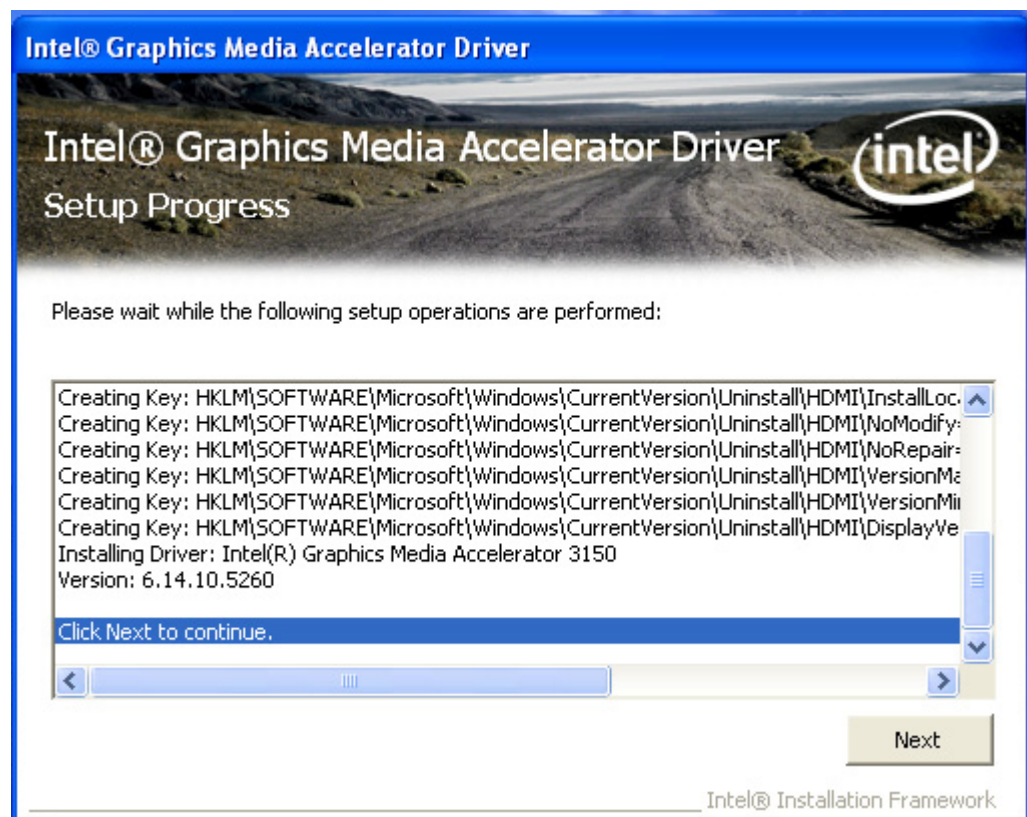 Intel® Graphics Media Accelerator Driver
Intel® Graphics Media Accelerator Driver
intel
Setup Progress
Please wait while the following setup operations are performed:
Creating Key: HKLM\SOFTWARE\Microsoft\Windows\CurrentVersion\Uninstall\HDMI\InstallLoc
Creating Key: HKLM\SOFTWARE\Microsoft\Windows\CurrentVersion\Uninstall\HDMI\NoModify=
Creating Key: HKLM\SOFTWARE\Microsoft\Windows\CurrentVersion\Uninstall\HDMI\NoRepair=
Creating Key: HKLM\SOFTWARE\Microsoft\Windows\CurrentVersion\Uninstall\HDMI\VersionMa
Creating Key: HKLM\SOFTWARE\Microsoft\Windows\CurrentVersion\Uninstall\HDMI\VersionMi
Creating Key: HKLM\SOFTWARE\Microsoft\Windows\CurrentVersion\Uninstall\HDMI\DisplayVe
Installing Driver: Intel(R) Graphics Media Accelerator 3150
Version: 6.14.10.5260
Click Next to continue.
Next
Intel® Installation Framework